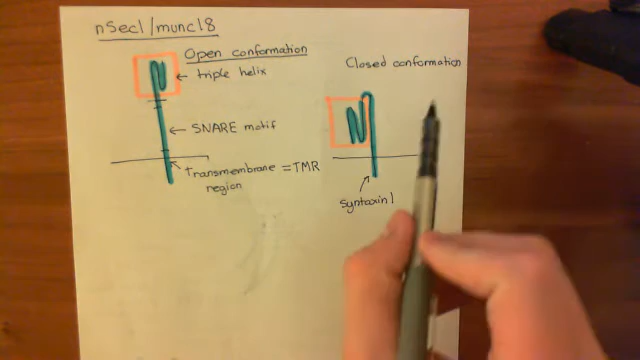 nSec1/munc18
Open conformation
triple helix
SNARE motif
transmembrane = TMR
region
Closed conformation
Syntaxin 1